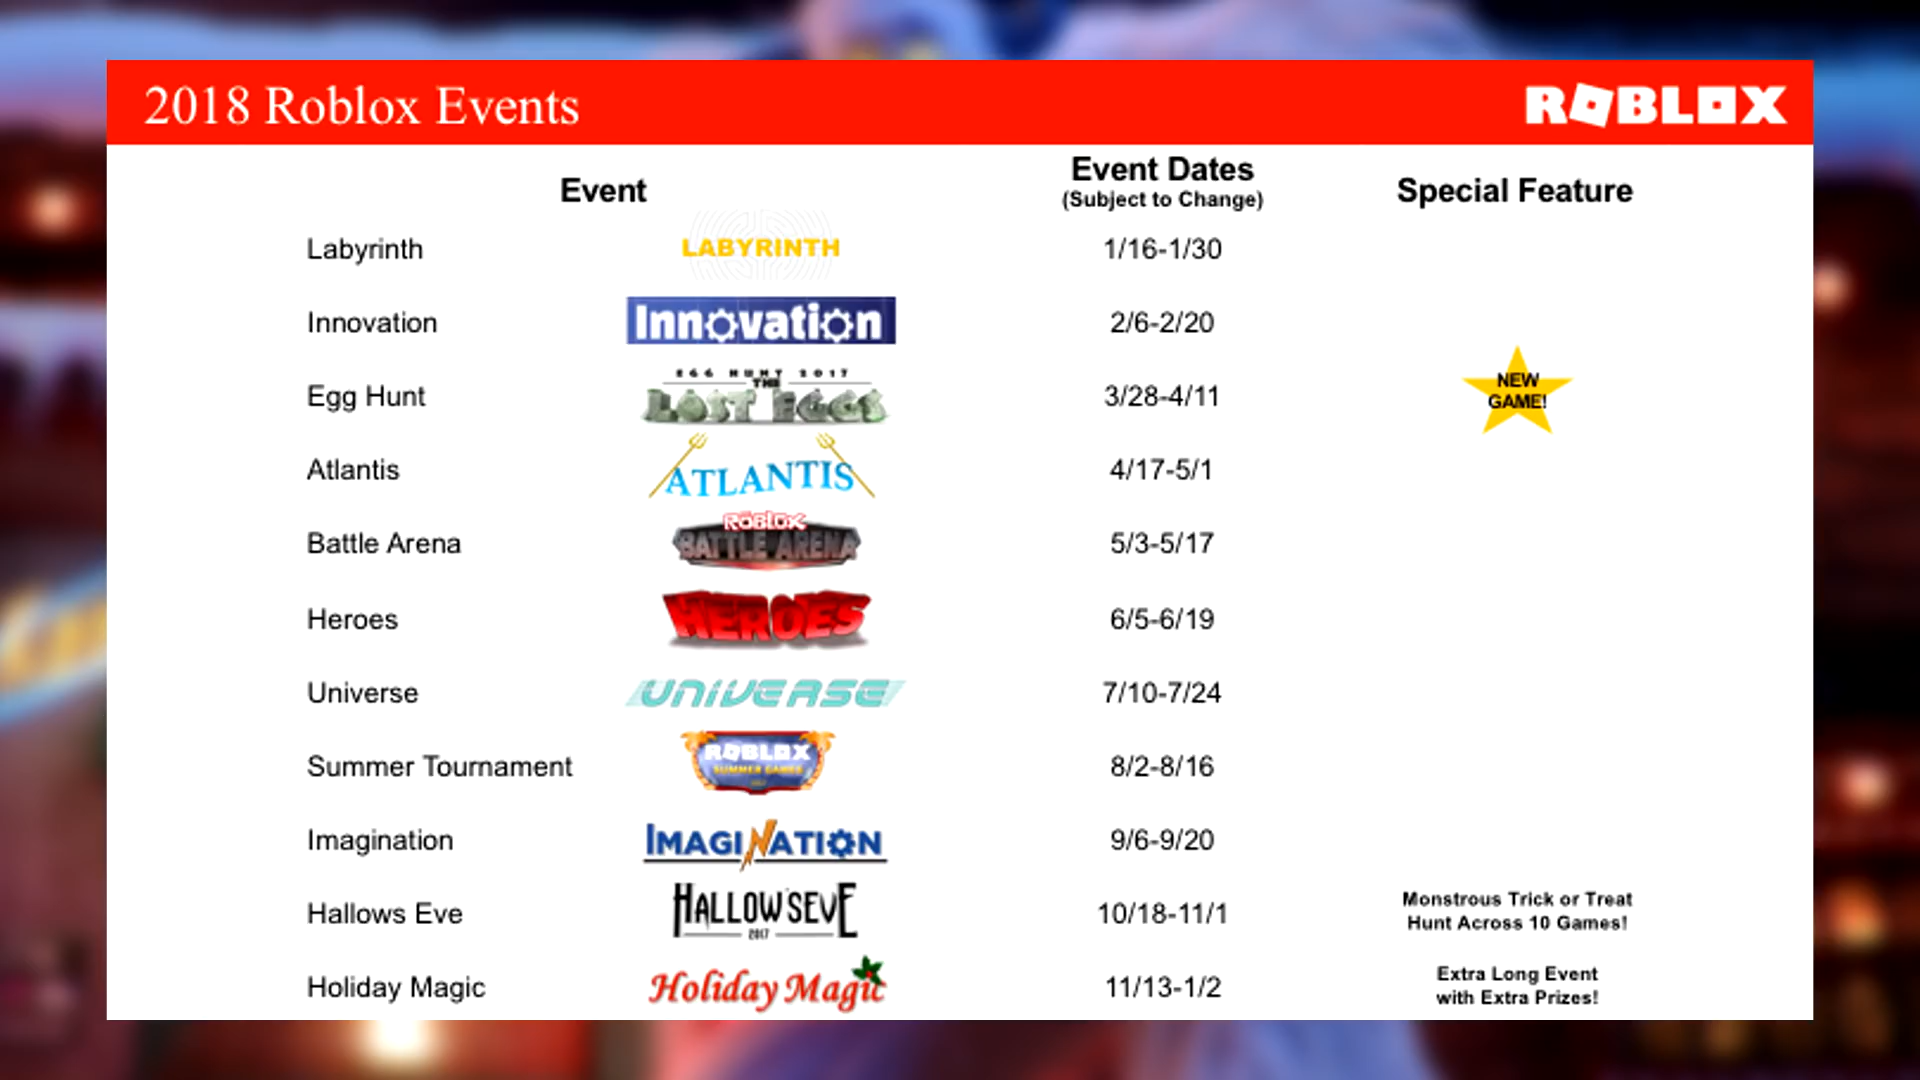 2018 Roblox Events
ROBLOX
Event
Event Dates
(Subject to Change)
Special Feature
Labyrinth
LABYRINTH
1/16-1/30
Innovation
Innovation
2/6-2/20
Egg Hunt
EGG HUNT 2017
THE
LOST EGGS
3/28-4/11
NEW
GAME!
Atlantis
ATLANTIS
4/17-5/1
Battle Arena
ROBLOX
BATTLE ARENA
5/3-5/17
Heroes
HEROES
6/5-6/19
Universe
UNIVERSE
7/10-7/24
Summer Tournament
ROBLOX
SUMMER GAMES
8/2-8/16
Imagination
IMAGINATION
9/6-9/20
Hallows Eve
HALLOW'S EVE
2017
10/18-11/1
Monstrous Trick or Treat
Hunt Across 10 Games!
Holiday Magic
Holiday Magic
11/13-1/2
Extra Long Event
with Extra Prizes!